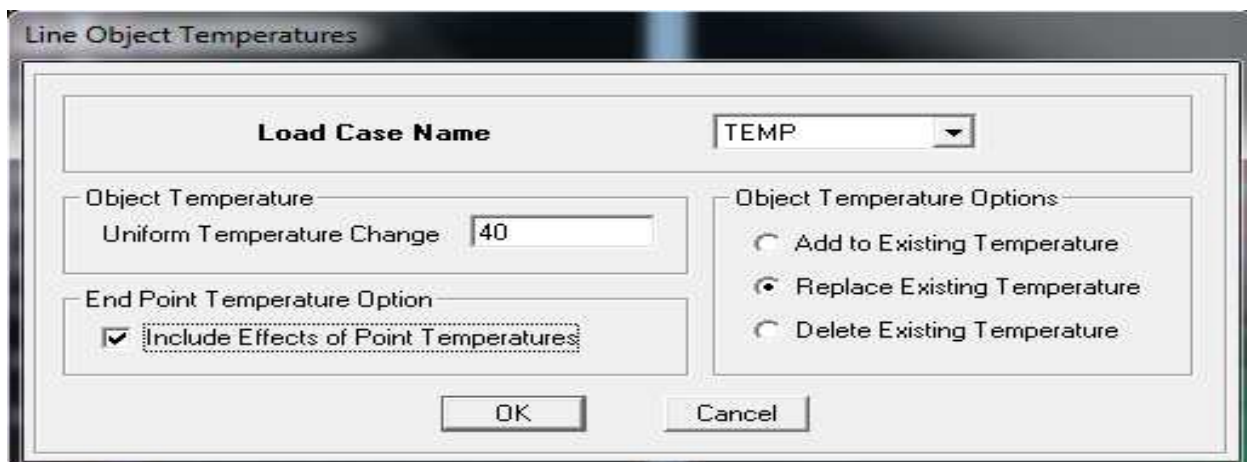 Line Object Temperatures
Load Case Name
TEMP
Object Temperature
Uniform Temperature Change
40
End Point Temperature Option
Include Effects of Point Temperatures
Object Temperature Options
Add to Existing Temperature
Replace Existing Temperature
Delete Existing Temperature
OK
Cancel